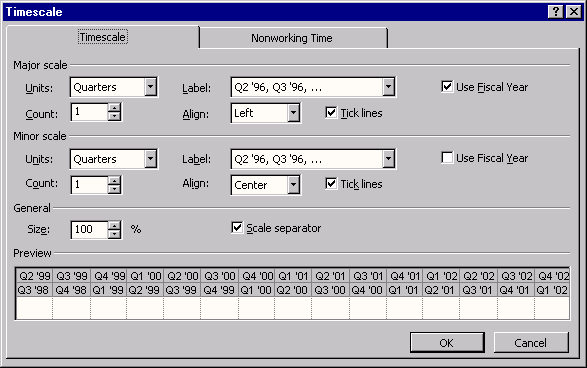 Timescale
Timescale Nonworking Time
Major scale
Units: Quarters Label: Q2 '96, Q3 '96, ... Use Fiscal Year
Count: 1 Align: Left Tick lines
Minor scale
Units: Quarters Label: Q2 '96, Q3 '96, ... Use Fiscal Year
Count: 1 Align: Center Tick lines
General
Size: 100 % Scale separator
Preview
Q2 '99 Q3 '99 Q4 '99 Q1 '00 Q2 '00 Q3 '00 Q4 '00 Q1 '01 Q2 '01 Q3 '01 Q4 '01 Q1 '02 Q2 '02 Q3 '02 Q4 '02
Q3 '98 Q4 '98 Q1 '99 Q2 '99 Q3 '99 Q4 '99 Q1 '00 Q2 '00 Q3 '00 Q4 '00 Q1 '01 Q2 '01 Q3 '01 Q4 '01 Q1 '02
OK Cancel